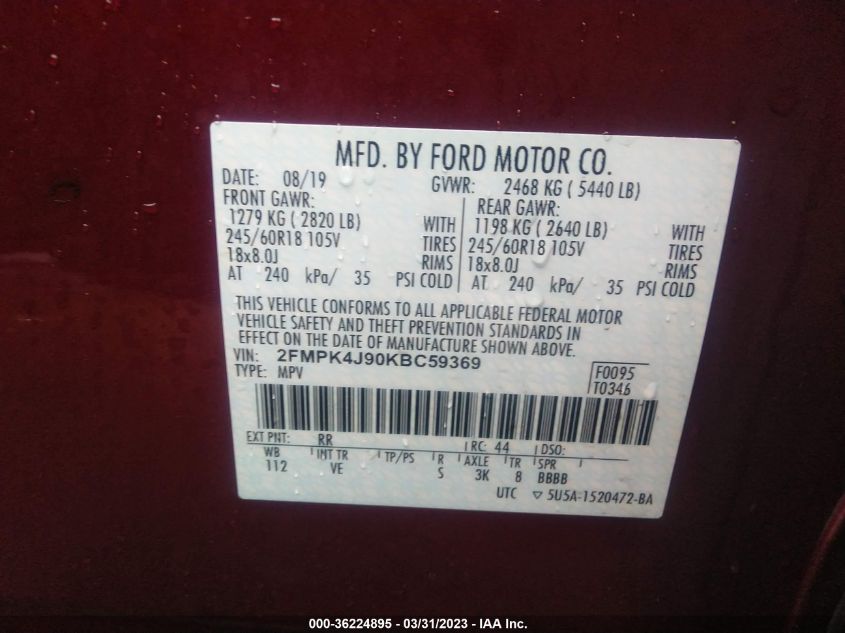 MFD. BY FORD MOTOR CO.
DATE: 08/19 GVWR: 2468 KG ( 5440 LB)
FRONT GAWR: REAR GAWR:
1279 KG ( 2820 LB) WITH 1198 KG ( 2640 LB) WITH
245/60R18 105V TIRES 245/60R18 105V TIRES
18x8.0J RIMS 18x8.0J RIMS
AT 240 kPa/ 35 PSI COLD AT 240 kPa/ 35 PSI COLD
THIS VEHICLE CONFORMS TO ALL APPLICABLE FEDERAL MOTOR
VEHICLE SAFETY AND THEFT PREVENTION STANDARDS IN
EFFECT ON THE DATE OF MANUFACTURE SHOWN ABOVE.
VIN: 2FMPK4J90KBC59369 F0095
TYPE: MPV T0346
EXT PNT: RR RC: 44 DSO:
WB INT TR TP/PS R AXLE TR SPR
112 VE S 3K 8 BBBB
UTC ▽ 5U5A-1520472-BA
000-36224895 - 03/31/2023 - IAA Inc.